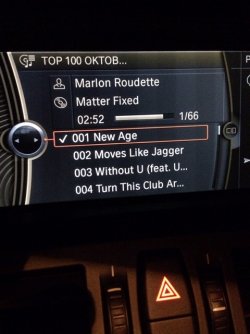 TOP 100 OKTOB...
P
Marlon Roudette
Matter Fixed
02:52 1/66
✓ 001 New Age
002 Moves Like Jagger
003 Without U (feat. U...
004 Turn This Club Ar...